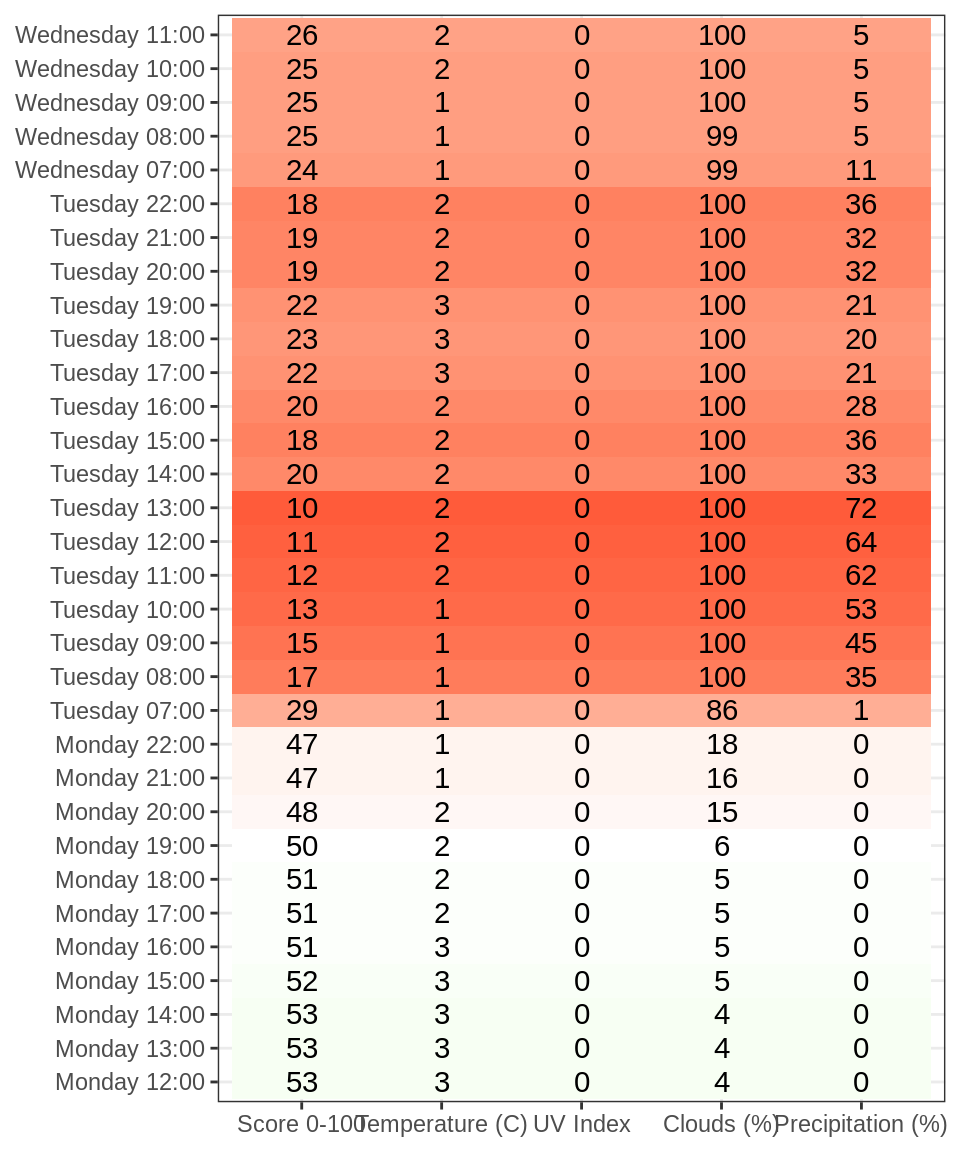 Wednesday 11:00 26 2 0 100 5
Wednesday 10:00 25 2 0 100 5
Wednesday 09:00 25 1 0 100 5
Wednesday 08:00 25 1 0 99 5
Wednesday 07:00 24 1 0 99 11
Tuesday 22:00 18 2 0 100 36
Tuesday 21:00 19 2 0 100 32
Tuesday 20:00 19 2 0 100 32
Tuesday 19:00 22 3 0 100 21
Tuesday 18:00 23 3 0 100 20
Tuesday 17:00 22 3 0 100 21
Tuesday 16:00 20 2 0 100 28
Tuesday 15:00 18 2 0 100 36
Tuesday 14:00 20 2 0 100 33
Tuesday 13:00 10 2 0 100 72
Tuesday 12:00 11 2 0 100 64
Tuesday 11:00 12 2 0 100 62
Tuesday 10:00 13 1 0 100 53
Tuesday 09:00 15 1 0 100 45
Tuesday 08:00 17 1 0 100 35
Tuesday 07:00 29 1 0 86 1
Monday 22:00 47 1 0 18 0
Monday 21:00 47 1 0 16 0
Monday 20:00 48 2 0 15 0
Monday 19:00 50 2 0 6 0
Monday 18:00 51 2 0 5 0
Monday 17:00 51 2 0 5 0
Monday 16:00 51 3 0 5 0
Monday 15:00 52 3 0 5 0
Monday 14:00 53 3 0 4 0
Monday 13:00 53 3 0 4 0
Monday 12:00 53 3 0 4 0
Score 0-100 Temperature (C) UV Index Clouds (%) Precipitation (%)